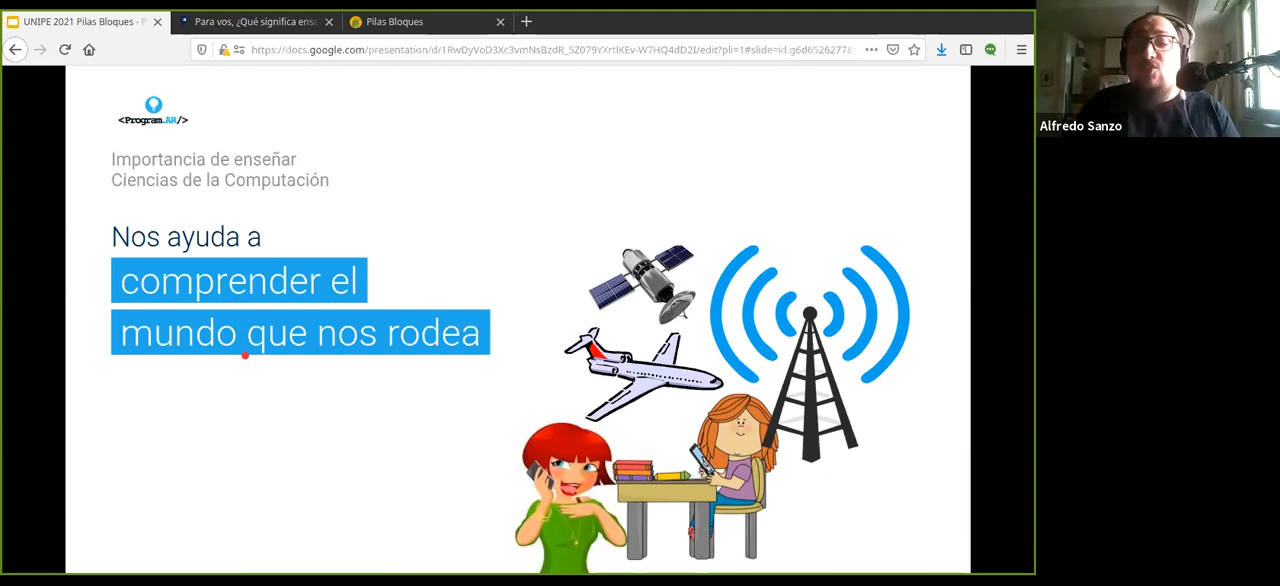 UNIPE 2021 Pilas Bloques - P
Para vos, ¿Qué significa ense
Pilas Bloques
https://docs.google.com/presentation/d/1RwDyVoD3Xc3vmNsBzdR_5Z079YXrtlKEv-W7HQ4dD2I/edit?pli=1#slide=id.g6d65262778
Alfredo Sanzo
<Program.AR/>
Importancia de enseñar
Ciencias de la Computación
Nos ayuda a
comprender el
mundo que nos rodea